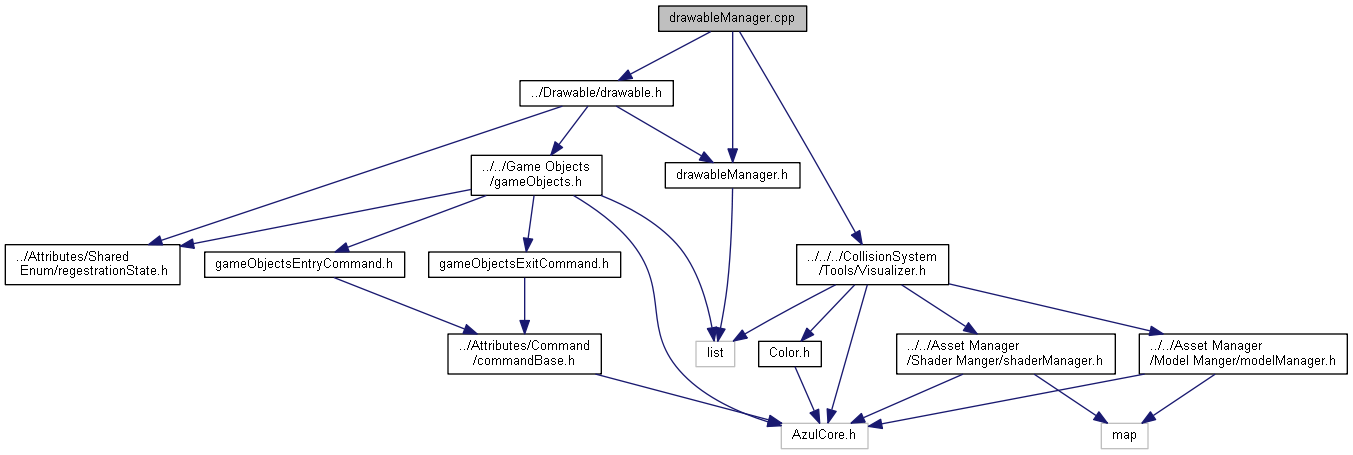 drawableManager.cpp
../Drawable/drawable.h
../../Game Objects
/gameObjects.h
drawableManager.h
../Attributes/Shared
Enum/regestrationState.h
gameObjectsEntryCommand.h
gameObjectsExitCommand.h
../../../CollisionSystem
/Tools/Visualizer.h
../Attributes/Command
/commandBase.h
list
Color.h
../../Asset Manager
/Shader Manger/shaderManager.h
../../Asset Manager
/Model Manger/modelManager.h
AzulCore.h
map